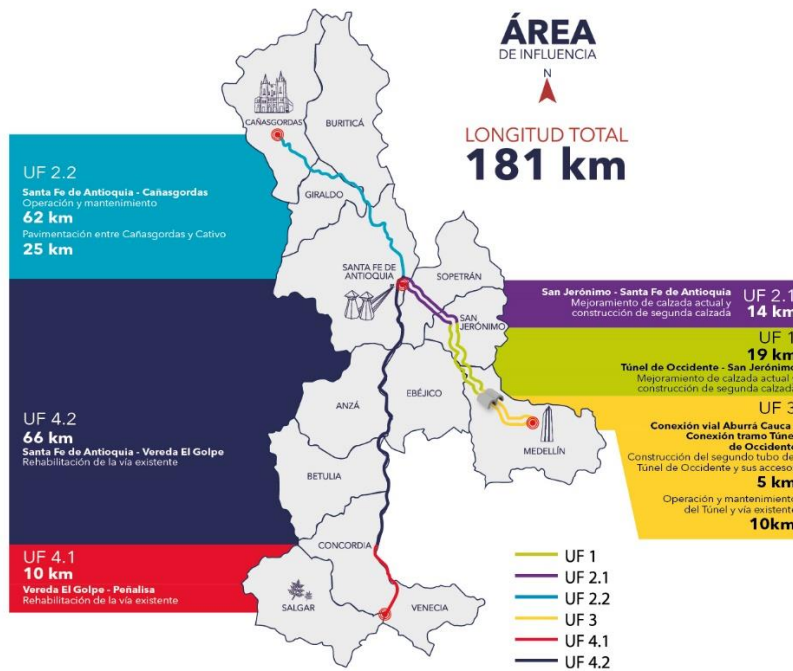 ÁREA
DE INFLUENCIA
N
LONGITUD TOTAL
181 km
CAÑASGORDAS
BURITICÁ
GIRALDO
SANTA FE DE
ANTIOQUIA
SOPETRÁN
SAN
JERÓNIMO
ANZÁ
EBÉJICO
MEDELLÍN
BETULIA
CONCORDIA
SALGAR
VENECIA
UF 2.2
Santa Fe de Antioquia - Cañasgordas
Operación y mantenimiento
62 km
Pavimentación entre Cañasgordas y Cativo
25 km
UF 4.2
66 km
Santa Fe de Antioquia - Vereda El Golpe
Rehabilitación de la vía existente
UF 4.1
10 km
Vereda El Golpe - Peñalisa
Rehabilitación de la vía existente
San Jerónimo - Santa Fe de Antioquia
Mejoramiento de calzada actual y
construcción de segunda calzada
UF 2.1
14 km
UF 1
19 km
Túnel de Occidente - San Jerónimo
Mejoramiento de calzada actual y
construcción de segunda calzada
UF 3
Conexión vial Aburrá Cauca
Conexión tramo Túnel
de Occidente
Construcción del segundo tubo de
Túnel de Occidente y sus acceso
5 km
Operación y mantenimiento
del Túnel y vía existente
10km
UF 1
UF 2.1
UF 2.2
UF 3
UF 4.1
UF 4.2